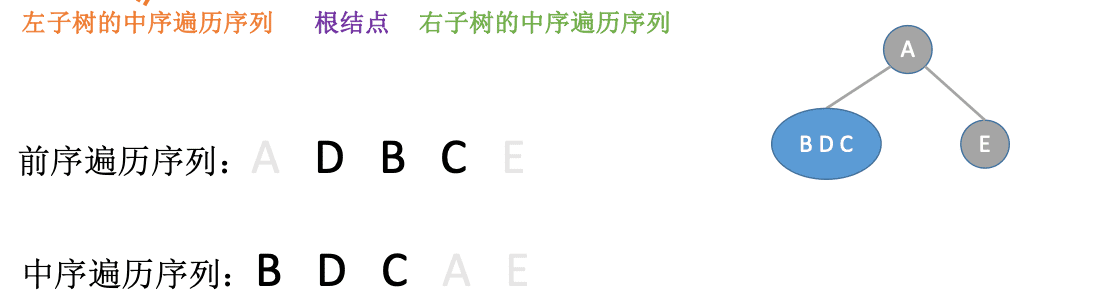 左子树的中序遍历序列 根结点 右子树的中序遍历序列
A
B D C E
前序遍历序列：A D B C E
中序遍历序列：B D C A E